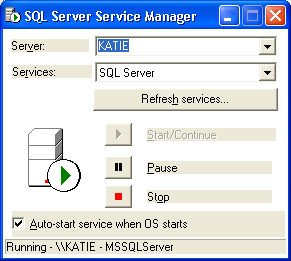 SQL Server Service Manager
Server: KATIE
Services: SQL Server
Refresh services...
Start/Continue
Pause
Stop
Auto-start service when OS starts
Running - \\KATIE - MSSQLServer